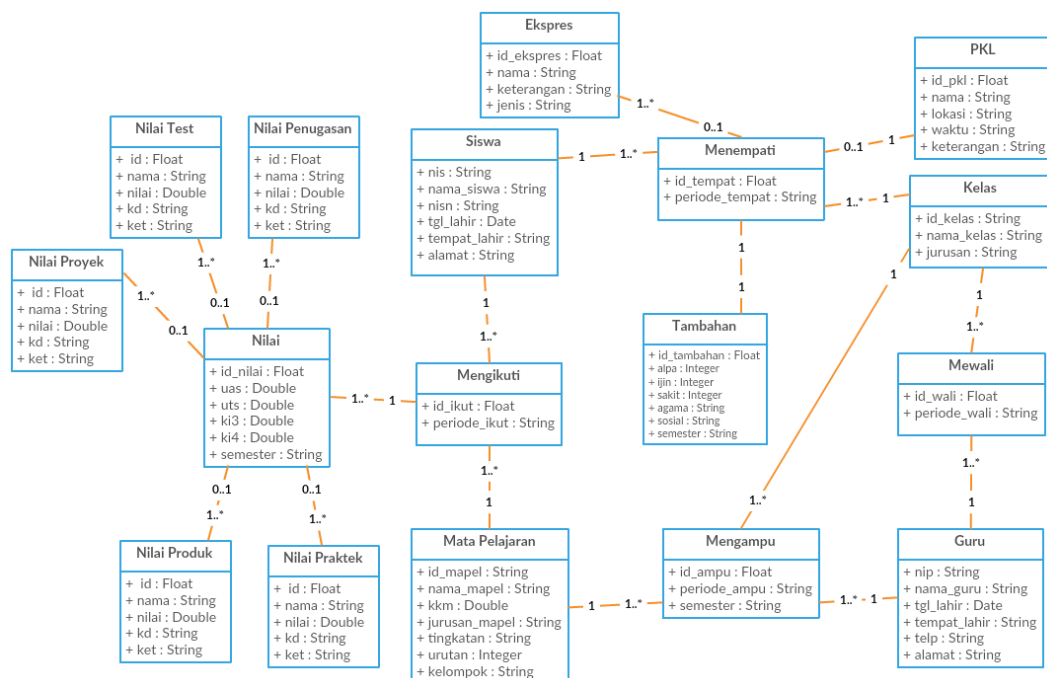 Ekspres
+ id_ekspres : Float
+ nama : String
+ keterangan : String
+ jenis : String
1..*
0..1
PKL
+ id_pkl : Float
+ nama : String
+ lokasi : String
+ waktu : String
+ keterangan : String
0..1
1
Nilai Test
+ id : Float
+ nama : String
+ nilai : Double
+ kd : String
+ ket : String
1..*
0..1
Nilai Penugasan
+ id : Float
+ nama : String
+ nilai : Double
+ kd : String
+ ket : String
1..*
0..1
Siswa
+ nis : String
+ nama_siswa : String
+ nisn : String
+ tgl_lahir : Date
+ tempat_lahir : String
+ alamat : String
1
1..*
Menempati
+ id_tempat : Float
+ periode_tempat : String
1..*
1
Kelas
+ id_kelas : String
+ nama_kelas : String
+ jurusan : String
Nilai Proyek
+ id : Float
+ nama : String
+ nilai : Double
+ kd : String
+ ket : String
1..*
0..1
1
1..*
1
1
1
1..*
1
1..*
Tambahan
+ id_tambahan : Float
+ alpa : Integer
+ ijin : Integer
+ sakit : Integer
+ agama : String
+ sosial : String
+ semester : String
Nilai
+ id_nilai : Float
+ uas : Double
+ uts : Double
+ ki3 : Double
+ ki4 : Double
+ semester : String
1..*
1
Mengikuti
+ id_ikut : Float
+ periode_ikut : String
Mewali
+ id_wali : Float
+ periode_wali : String
0..1
1..*
0..1
1..*
1..*
1
1..*
1
Nilai Produk
+ id : Float
+ nama : String
+ nilai : Double
+ kd : String
+ ket : String
Nilai Praktek
+ id : Float
+ nama : String
+ nilai : Double
+ kd : String
+ ket : String
Mata Pelajaran
+ id_mapel : String
+ nama_mapel : String
+ kkm : Double
+ jurusan_mapel : String
+ tingkatan : String
+ urutan : Integer
+ kelompok : String
1
1..*
Mengampu
+ id_ampu : Float
+ periode_ampu : String
+ semester : String
1..*
1
Guru
+ nip : String
+ nama_guru : String
+ tgl_lahir : Date
+ tempat_lahir : String
+ telp : String
+ alamat : String